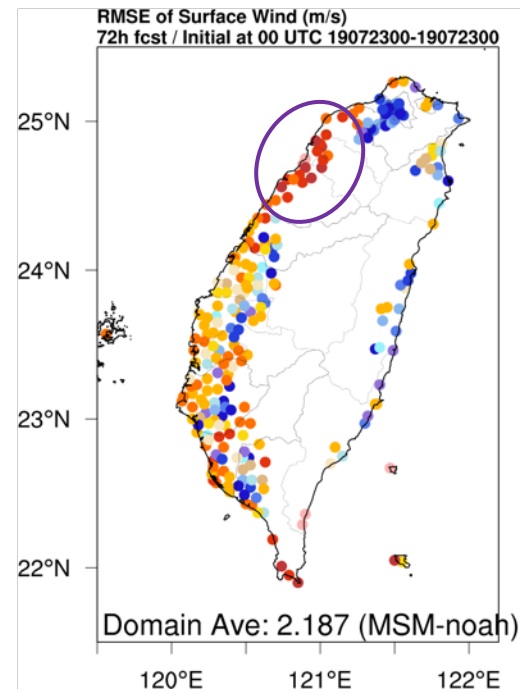 RMSE of Surface Wind (m/s)
72h fcst / Initial at 00 UTC 19072300-19072300
25°N
24°N
23°N
22°N
Domain Ave: 2.187 (MSM-noah)
120°E 121°E 122°E